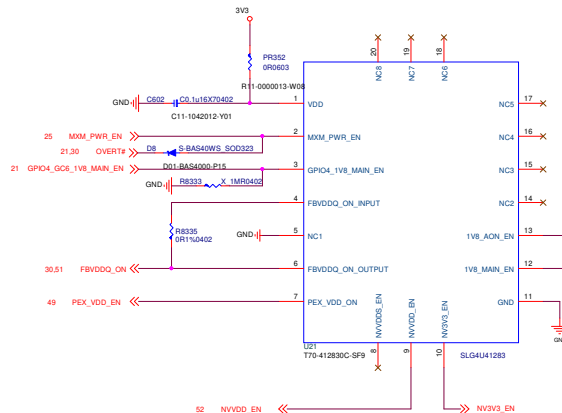 3V3
PR352
0R0603
R11-0000013-W08
20
19
18
NC8
NC7
NC6
GND
C602
C0.1u16X70402
C11-1042012-Y01
1
VDD
NC5
17
25
MXM_PWR_EN
2
MXM_PWR_EN
NC4
16
21,30
OVERT#
D8
S-BAS40WS_SOD323
D01-BAS4000-P15
21
GPIO4_GC6_1V8_MAIN_EN
3
GPIO4_1V8_MAIN_EN
NC3
15
GND
R8333
X_1MR0402
4
FBVDDQ_ON_INPUT
NC2
14
R8335
0R1%0402
GND
5
NC1
1V8_AON_EN
13
30,51
FBVDDQ_ON
6
FBVDDQ_ON_OUTPUT
1V8_MAIN_EN
12
49
PEX_VDD_EN
7
PEX_VDD_ON
GND
11
NVVDDS_EN
NVVDD_EN
NV3V3_EN
U21
T70-412830C-SF9
8
9
10
SLG4U41283
52
NVVDD_EN
NV3V3_EN